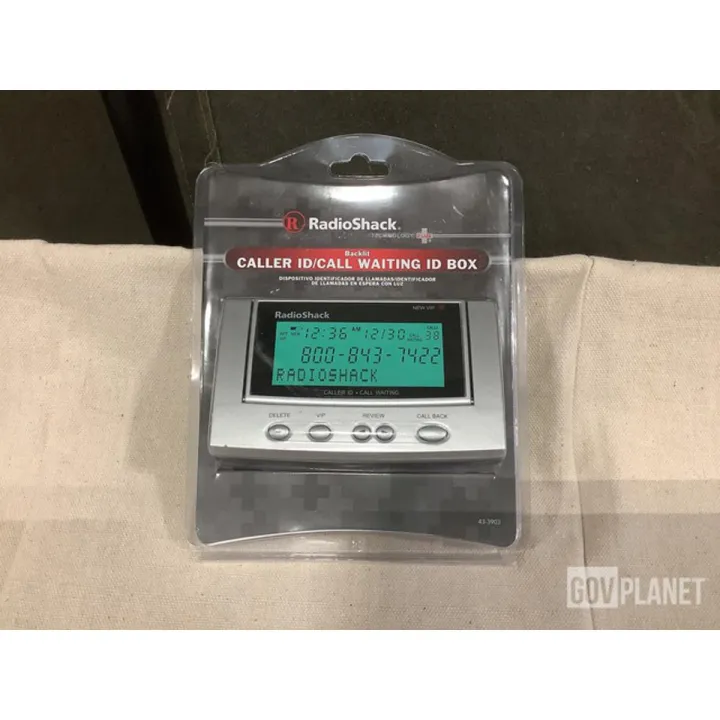 R RadioShack
Backlit
CALLER ID/CALL WAITING ID BOX
DISPOSITIVO IDENTIFICADOR DE LLAMADAS/IDENTIFICADOR
DE LLAMADAS EN ESPERA CON LUZ
RadioShack
NEW VIP
12:36 AM 12/30 38
800-843-7422
RADIOSHACK
CALLER ID • CALL WAITING
DELETE VIP REVIEW CALL BACK
43-3903
GOVPLANET